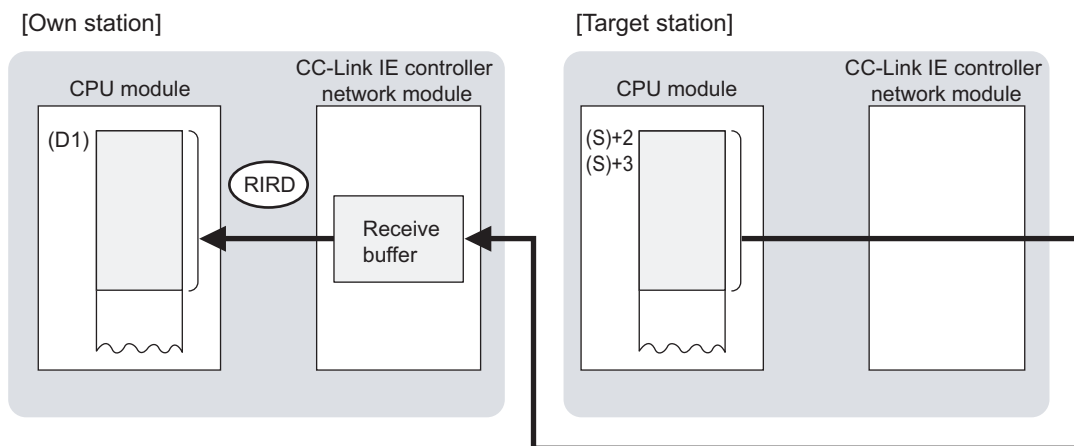 [Own station]
CPU module
CC-Link IE controller
network module
(D1)
RIRD
Receive
buffer
[Target station]
CPU module
CC-Link IE controller
network module
(S)+2
(S)+3